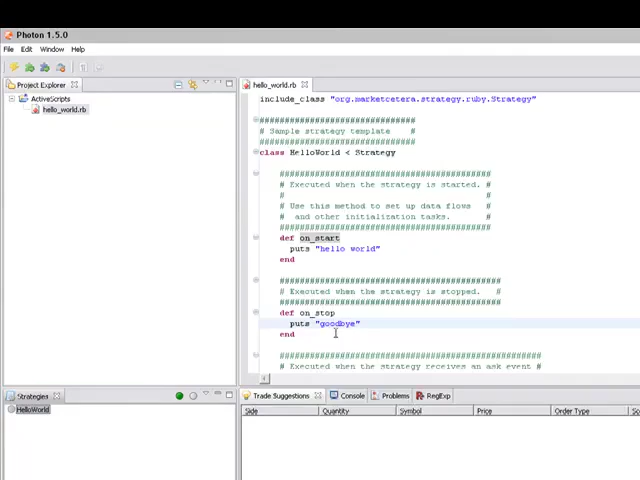 Photon 1.5.0
File Edit Window Help
Project Explorer
ActiveScripts
hello_world.rb
hello_world.rb
include_class "org.marketcetera.strategy.ruby.Strategy"
##############################
# Sample strategy template #
##############################
class HelloWorld < Strategy
#########################################
# Executed when the strategy is started. #
# #
# Use this method to set up data flows #
# and other initialization tasks. #
#########################################
def on_start
puts "hello world"
end
###########################################
# Executed when the strategy is stopped. #
###########################################
def on_stop
puts "goodbye"
end
##################################################
# Executed when the strategy receives an ask event #
Strategies
HelloWorld
Trade Suggestions Console Problems RegExp
Side Quantity Symbol Price Order Type